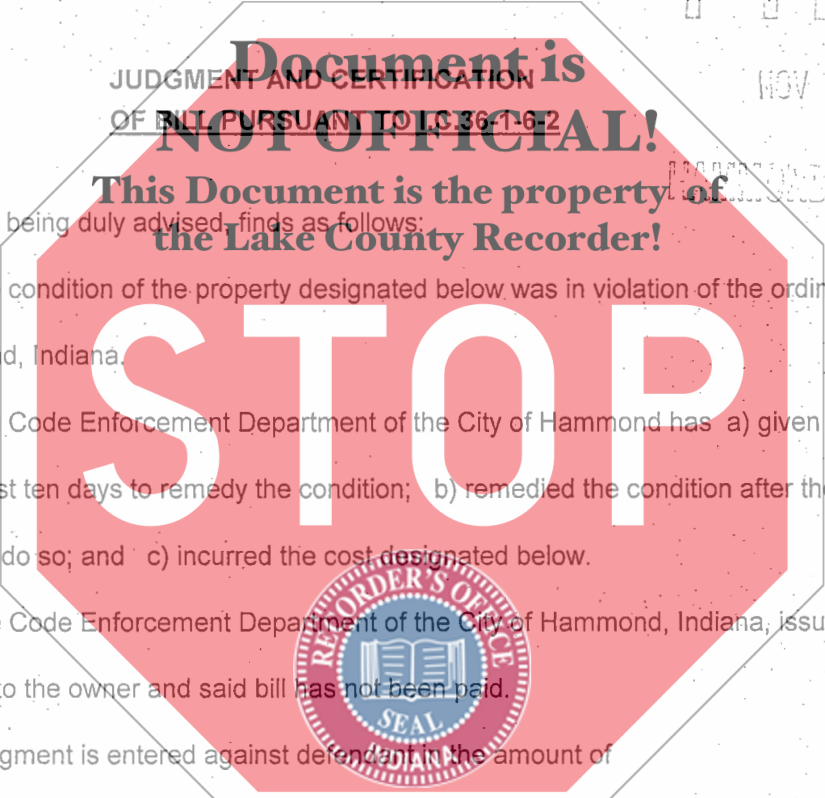 Document is
JUDGMENT AND CERTIFICATION
NOV
OF BILL PURSUANT TO I.C.36-1-6-2
NOT OFFICIAL!
This Document is the property of
being duly advised, finds as follows:
the Lake County Recorder!
condition of the property designated below was in violation of the ordin
d, Indiana.
STOP
Code Enforcement Department of the City of Hammond has a) given
st ten days to remedy the condition; b) remedied the condition after th
do so; and c) incurred the cost designated below.
RECORDER'S OFFICE
Code Enforcement Department of the City of Hammond, Indiana, issu
o the owner and said bill has not been paid.
SEAL
INDIANA
gment is entered against defendant in the amount of